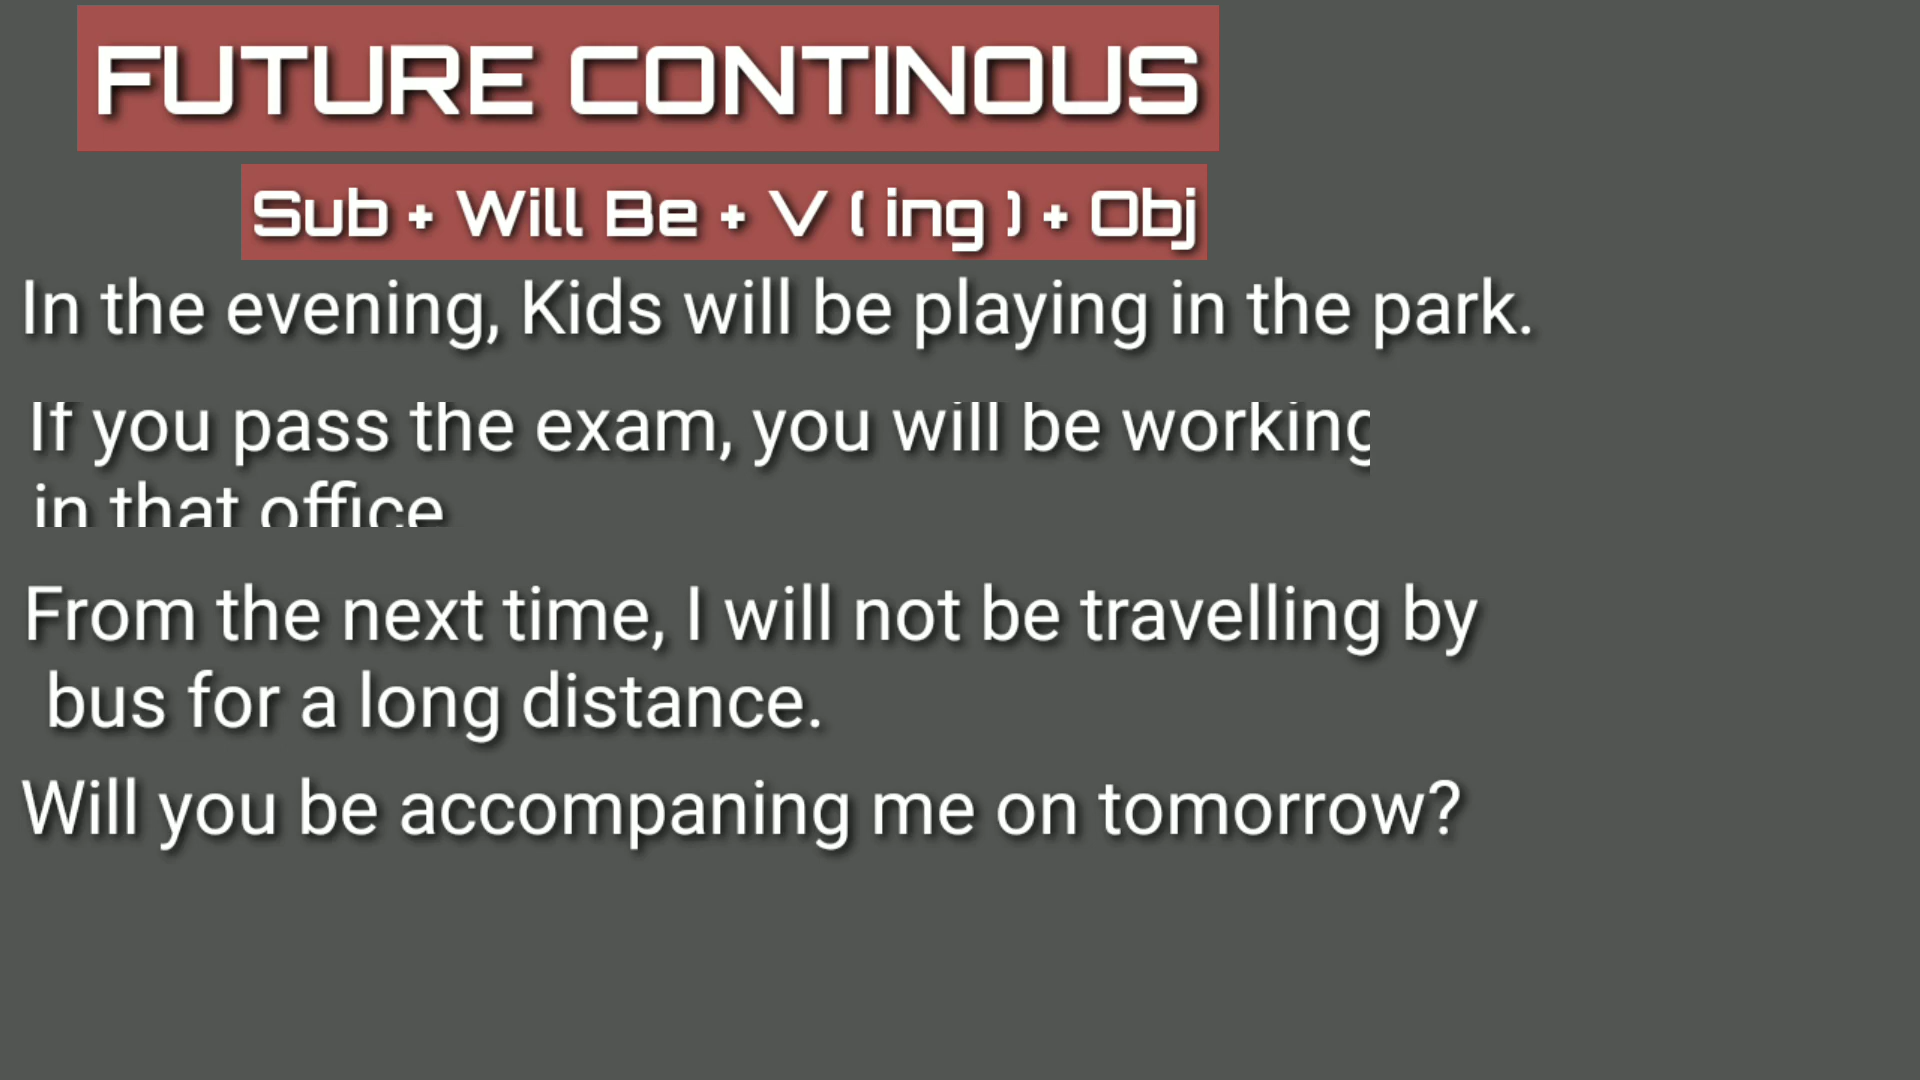 FUTURE CONTINOUS
Sub + Will Be + V ( ing ) + Obj
In the evening, Kids will be playing in the park.
If you pass the exam, you will be working
in that office
From the next time, I will not be travelling by
bus for a long distance.
Will you be accompaning me on tomorrow?